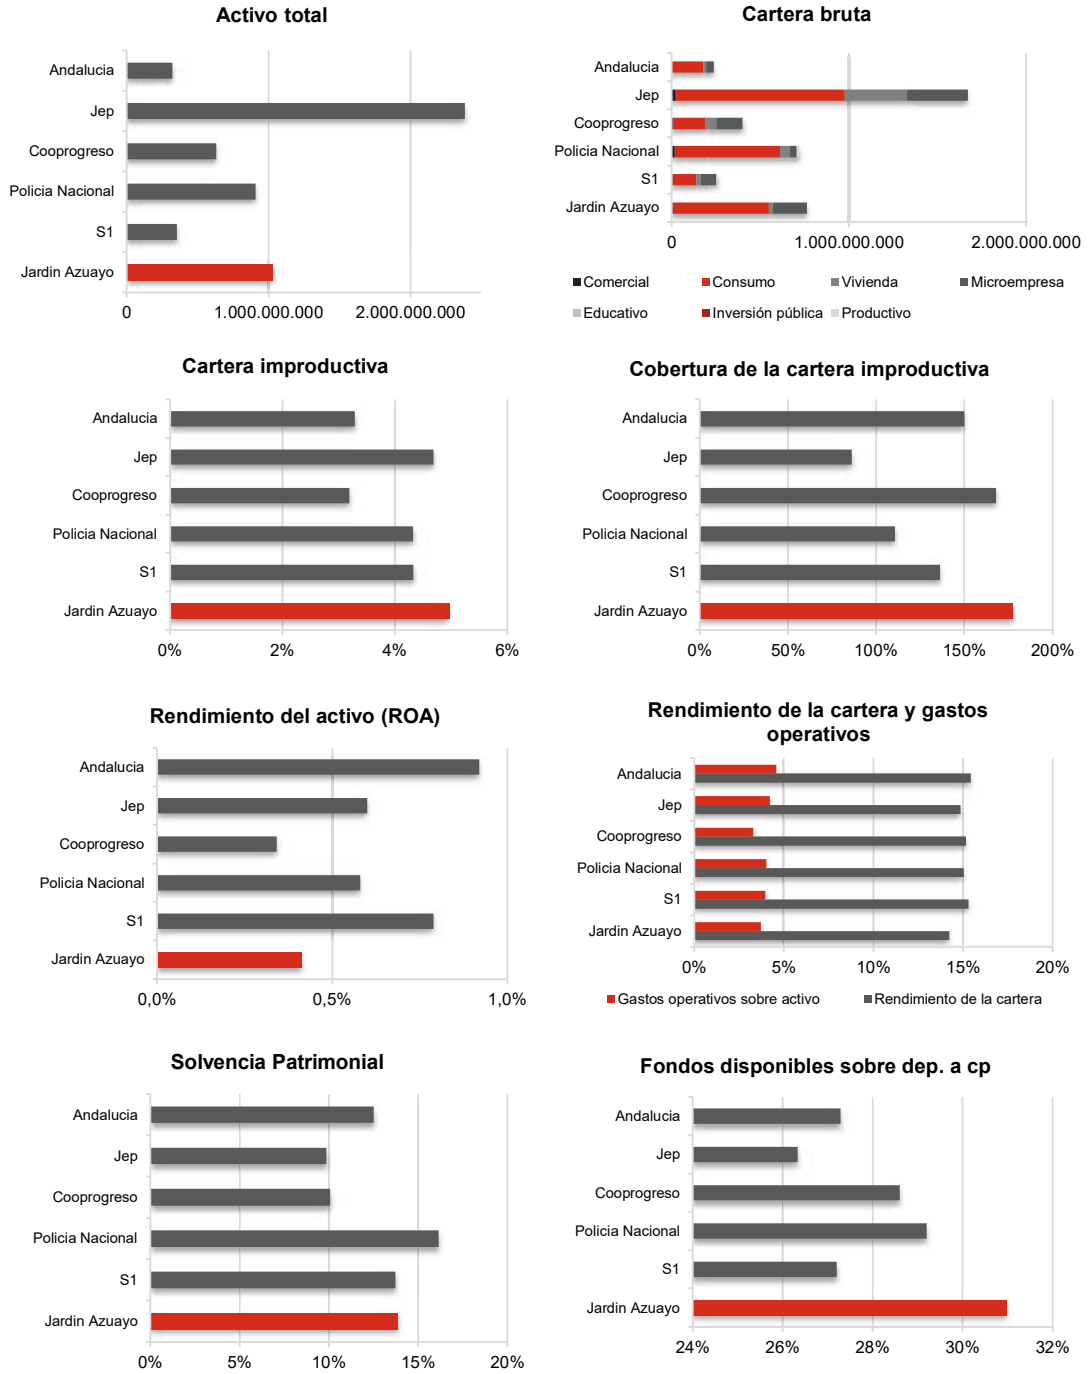 Activo total
Andalucia
Jep
Cooprogreso
Policia Nacional
S1
Jardin Azuayo
0 1.000.000.000 2.000.000.000
Cartera bruta
Andalucia
Jep
Cooprogreso
Policia Nacional
S1
Jardin Azuayo
0 1.000.000.000 2.000.000.000
Comercial Consumo Vivienda Microempresa
Educativo Inversión pública Productivo
Cartera improductiva
Andalucia
Jep
Cooprogreso
Policia Nacional
S1
Jardin Azuayo
0% 2% 4% 6%
Cobertura de la cartera improductiva
Andalucia
Jep
Cooprogreso
Policia Nacional
S1
Jardin Azuayo
0% 50% 100% 150% 200%
Rendimiento del activo (ROA)
Andalucia
Jep
Cooprogreso
Policia Nacional
S1
Jardin Azuayo
0,0% 0,5% 1,0%
Rendimiento de la cartera y gastos
operativos
Andalucia
Jep
Cooprogreso
Policia Nacional
S1
Jardin Azuayo
0% 5% 10% 15% 20%
Gastos operativos sobre activo Rendimiento de la cartera
Solvencia Patrimonial
Andalucia
Jep
Cooprogreso
Policia Nacional
S1
Jardin Azuayo
0% 5% 10% 15% 20%
Fondos disponibles sobre dep. a cp
Andalucia
Jep
Cooprogreso
Policia Nacional
S1
Jardin Azuayo
24% 26% 28% 30% 32%